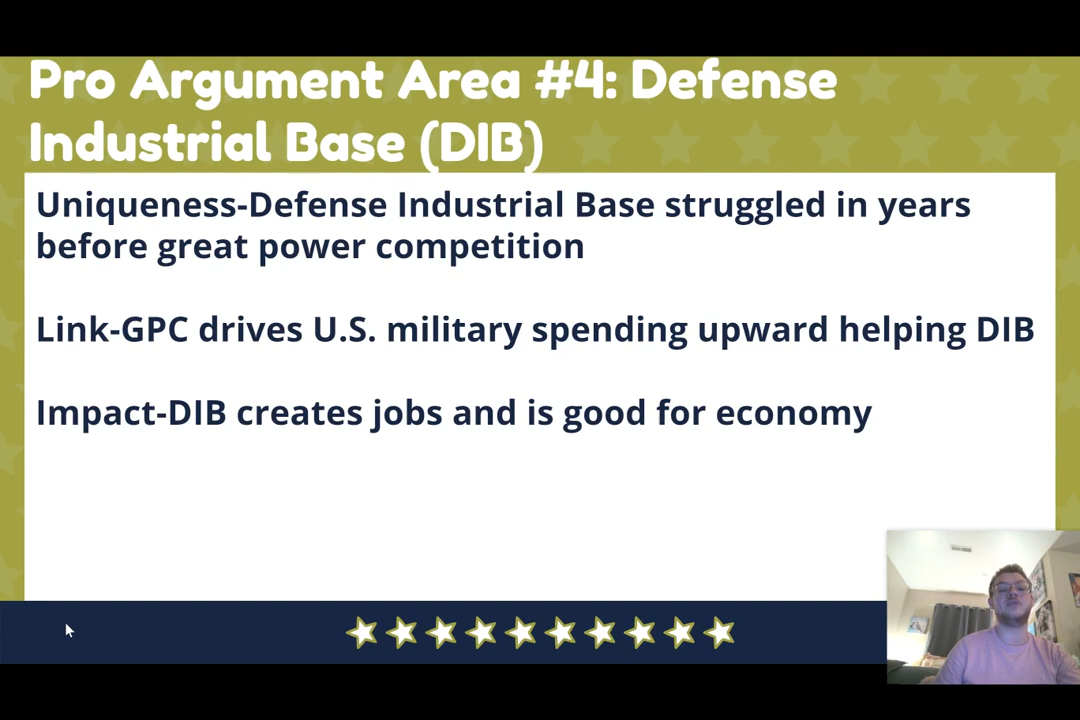 Pro Argument Area #4: Defense
Industrial Base (DIB)
Uniqueness-Defense Industrial Base struggled in years
before great power competition
Link-GPC drives U.S. military spending upward helping DIB
Impact-DIB creates jobs and is good for economy